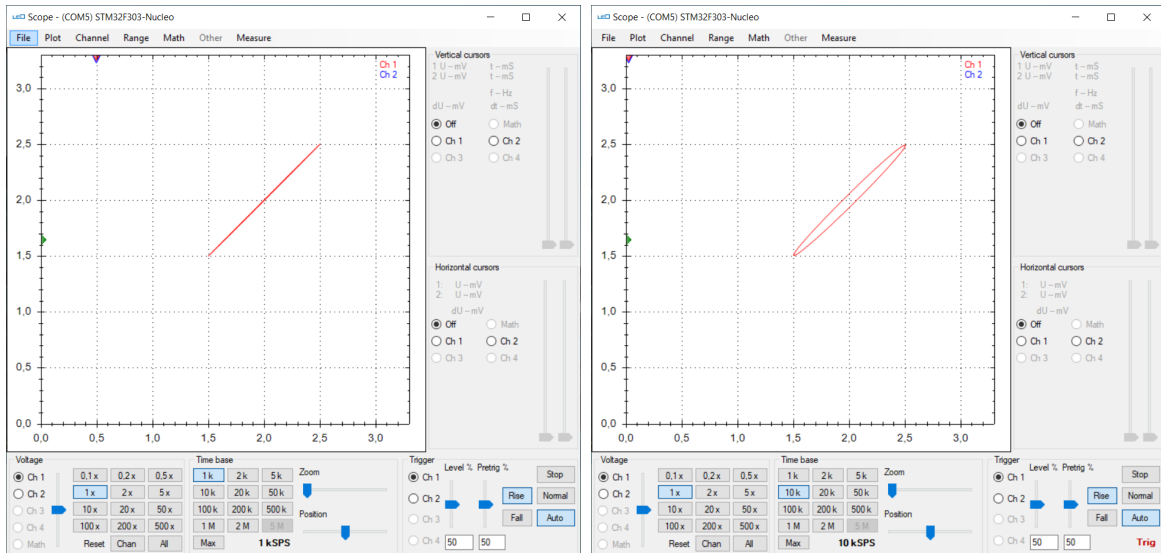 LEO Scope - (COM5) STM32F303-Nucleo
File Plot Channel Range Math Other Measure
Ch 1
Ch 2
3,0
2,5
2,0
1,5
1,0
0,5
0,0
0,0 0,5 1,0 1,5 2,0 2,5 3,0
Vertical cursors
1 U -- mV t -- mS
2 U -- mV t -- mS
f -- Hz
dU -- mV dt -- mS
Off Math
Ch 1 Ch 2
Ch 3 Ch 4
Horizontal cursors
1: U -- mV
2: U -- mV
dU -- mV
Off Math
Ch 1 Ch 2
Ch 3 Ch 4
Voltage
Ch 1 0,1 x 0,2 x 0,5 x
Ch 2 1 x 2 x 5 x
Ch 3 10 x 20 x 50 x
Ch 4 100 x 200 x 500 x
Math Reset Chan All
Time base
1 k 2 k 5 k
10 k 20 k 50 k
100 k 200 k 500 k
1 M 2 M 5 M
Max 1 kSPS
Zoom
Position
Trigger
Level % Pretrig %
Ch 1 Stop
Ch 2 Rise Normal
Ch 3 Fall Auto
Ch 4 50 50
LEO Scope - (COM5) STM32F303-Nucleo
File Plot Channel Range Math Other Measure
Ch 1
Ch 2
3,0
2,5
2,0
1,5
1,0
0,5
0,0
0,0 0,5 1,0 1,5 2,0 2,5 3,0
Vertical cursors
1 U -- mV t -- mS
2 U -- mV t -- mS
f -- Hz
dU -- mV dt -- mS
Off Math
Ch 1 Ch 2
Ch 3 Ch 4
Horizontal cursors
1: U -- mV
2: U -- mV
dU -- mV
Off Math
Ch 1 Ch 2
Ch 3 Ch 4
Voltage
Ch 1 0,1 x 0,2 x 0,5 x
Ch 2 1 x 2 x 5 x
Ch 3 10 x 20 x 50 x
Ch 4 100 x 200 x 500 x
Math Reset Chan All
Time base
1 k 2 k 5 k
10 k 20 k 50 k
100 k 200 k 500 k
1 M 2 M 5 M
Max 10 kSPS
Zoom
Position
Trigger
Level % Pretrig %
Ch 1 Stop
Ch 2 Rise Normal
Ch 3 Fall Auto
Ch 4 50 50 Trig